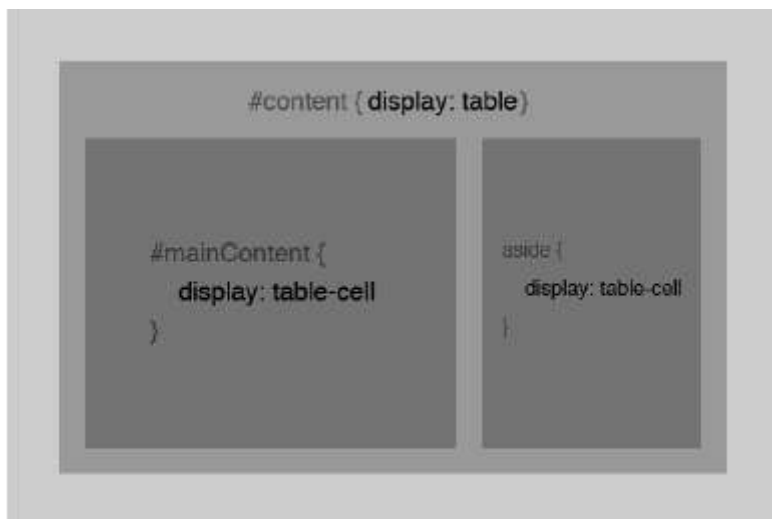 #content { display: table}
#mainContent {
display: table-cell
}
aside {
display: table-cell
}